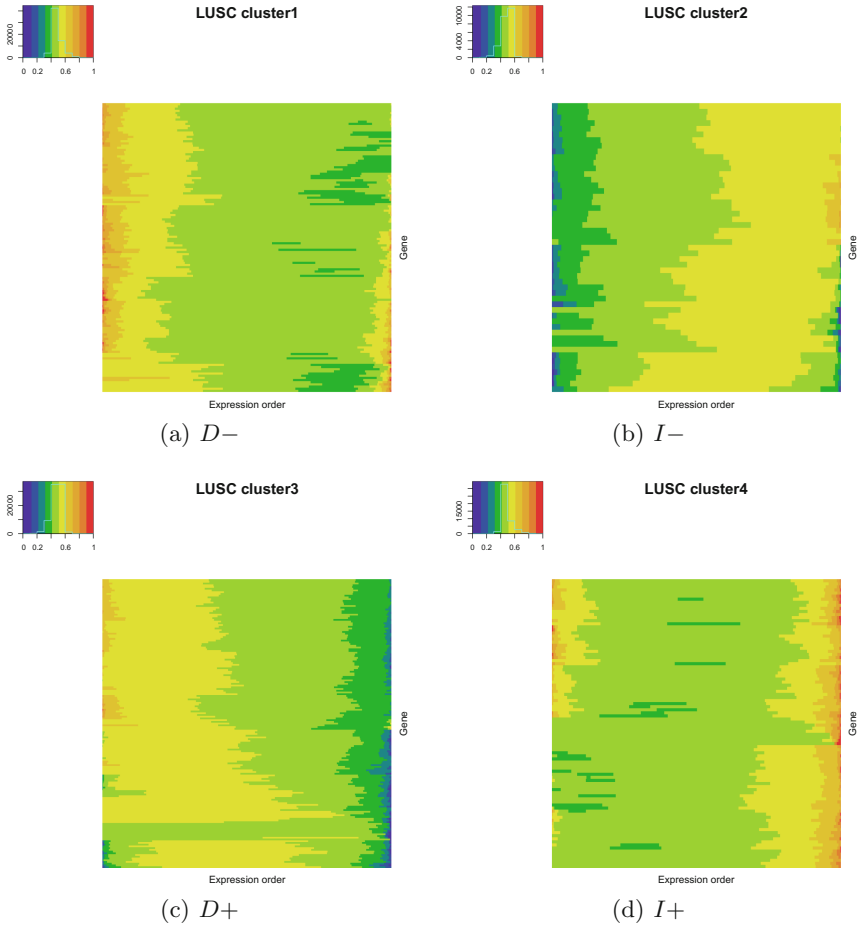 LUSC cluster1
0 20000
0 0.2 0.6 1
Gene
Expression order
(a) D−
LUSC cluster2
0 4000 10000
0 0.2 0.6 1
Gene
Expression order
(b) I−
LUSC cluster3
0 20000
0 0.2 0.6 1
Gene
Expression order
(c) D+
LUSC cluster4
0 15000
0 0.2 0.6 1
Gene
Expression order
(d) I+